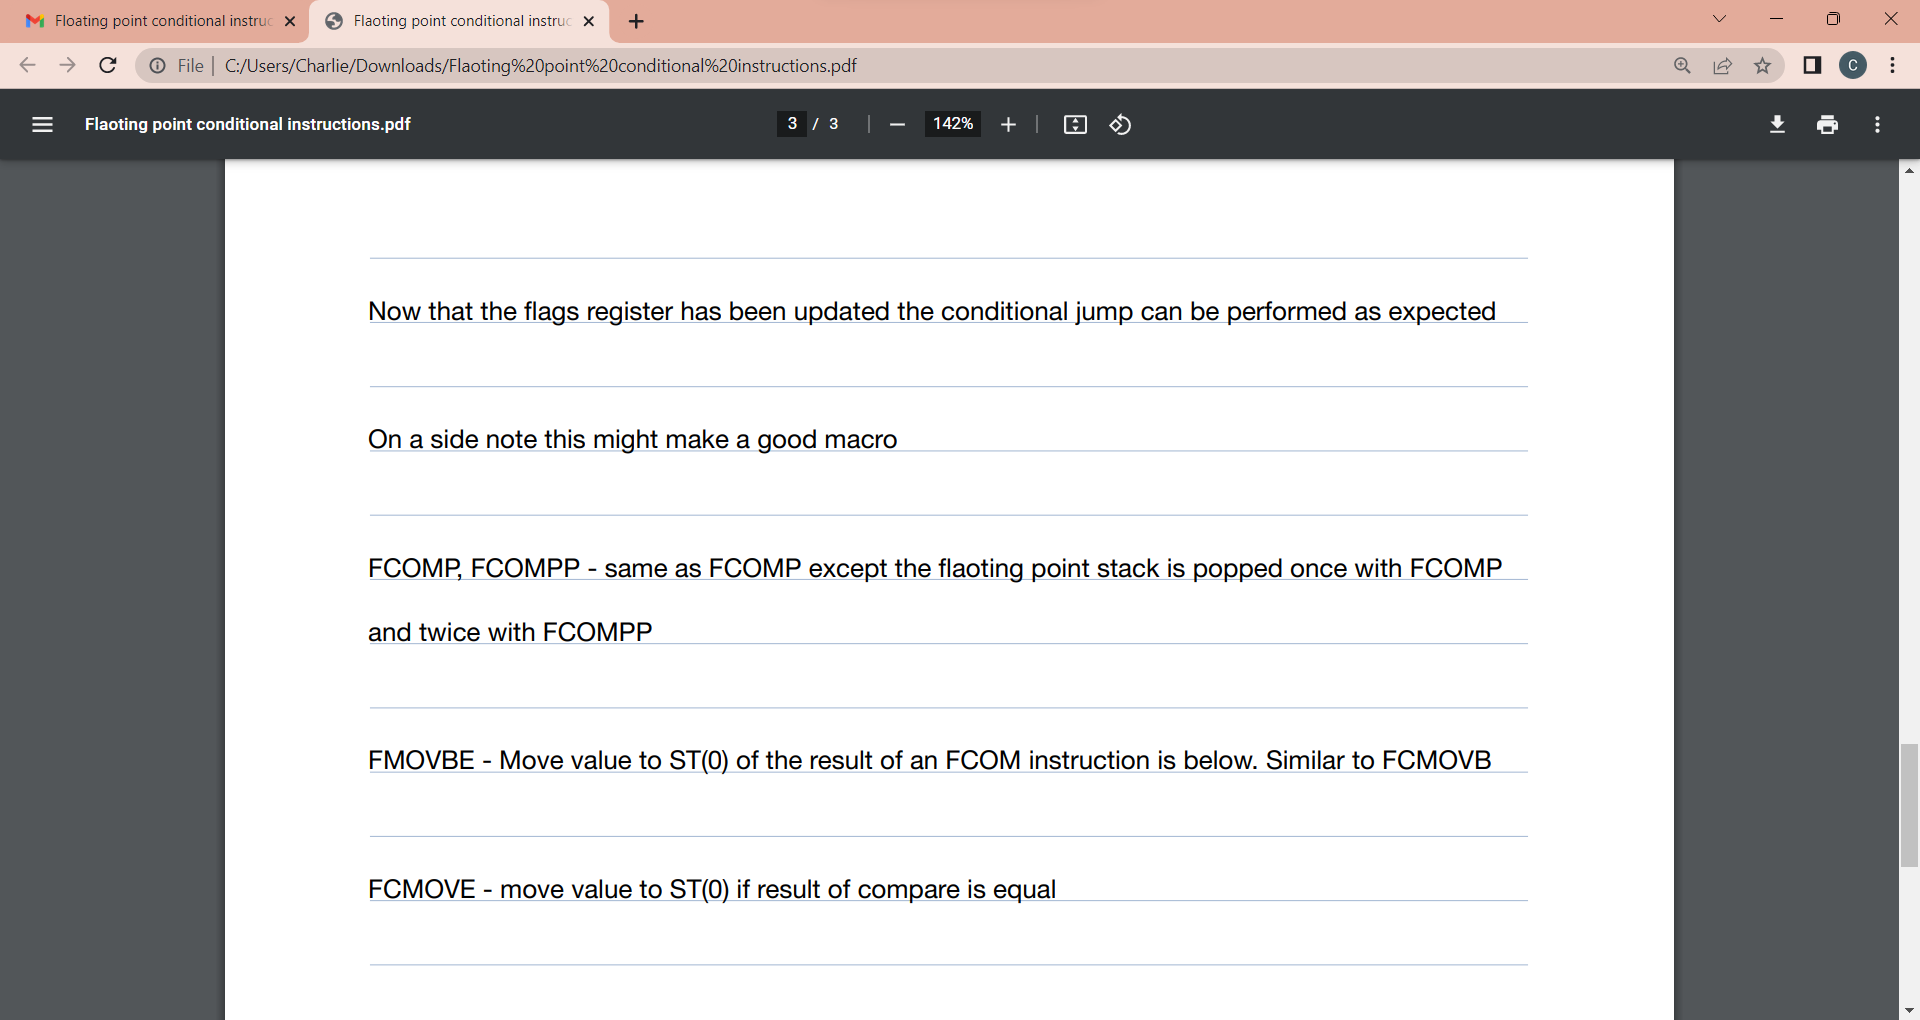 Floating point conditional instruc
Flaoting point conditional instruc
File
C:/Users/Charlie/Downloads/Flaoting%20point%20conditional%20instructions.pdf
C
Flaoting point conditional instructions.pdf
3 / 3
142%
Now that the flags register has been updated the conditional jump can be performed as expected
On a side note this might make a good macro
FCOMP, FCOMPP - same as FCOMP except the flaoting point stack is popped once with FCOMP
and twice with FCOMPP
FMOVBE - Move value to ST(0) of the result of an FCOM instruction is below. Similar to FCMOVB
FCMOVE - move value to ST(0) if result of compare is equal